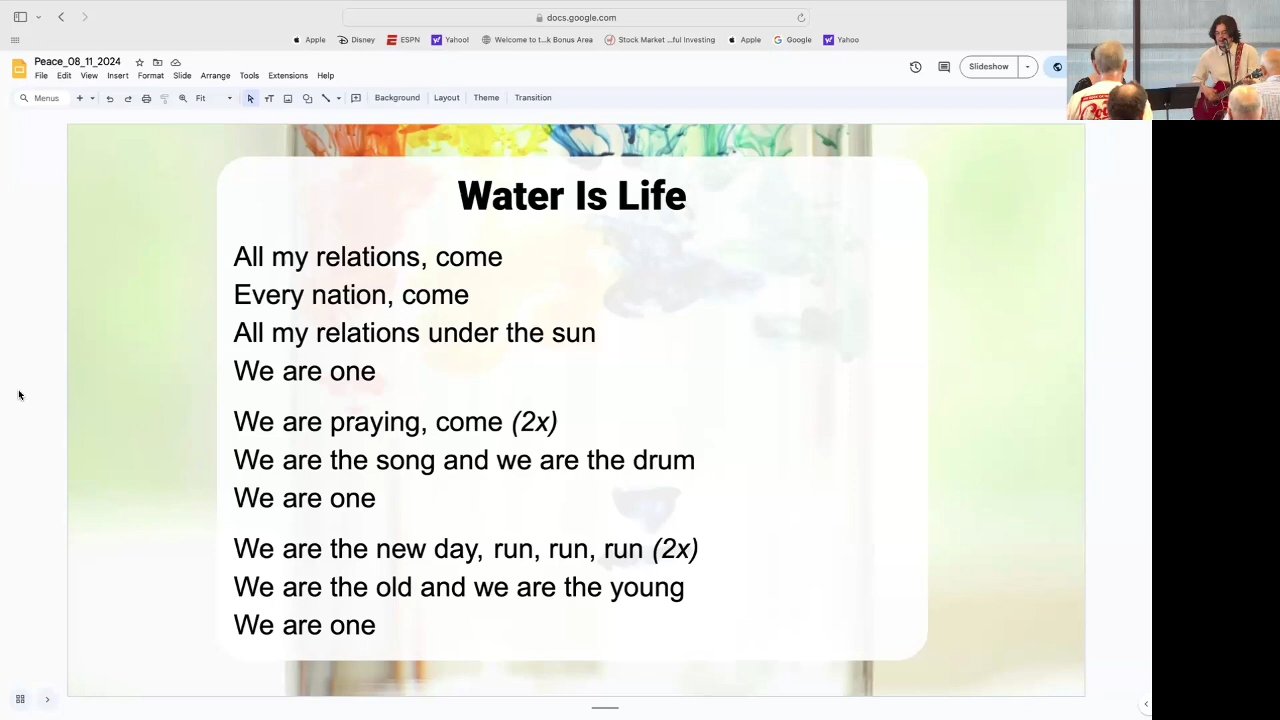 docs.google.com
Apple
Disney
ESPN
Yahoo!
Welcome to t...k Bonus Area
Stock Market ...ful Investing
Apple
Google
Yahoo
Peace_08_11_2024
File Edit View Insert Format Slide Arrange Tools Extensions Help
Slideshow
Menus
Fit
Background
Layout
Theme
Transition
Water Is Life
All my relations, come
Every nation, come
All my relations under the sun
We are one
We are praying, come (2x)
We are the song and we are the drum
We are one
We are the new day, run, run, run (2x)
We are the old and we are the young
We are one